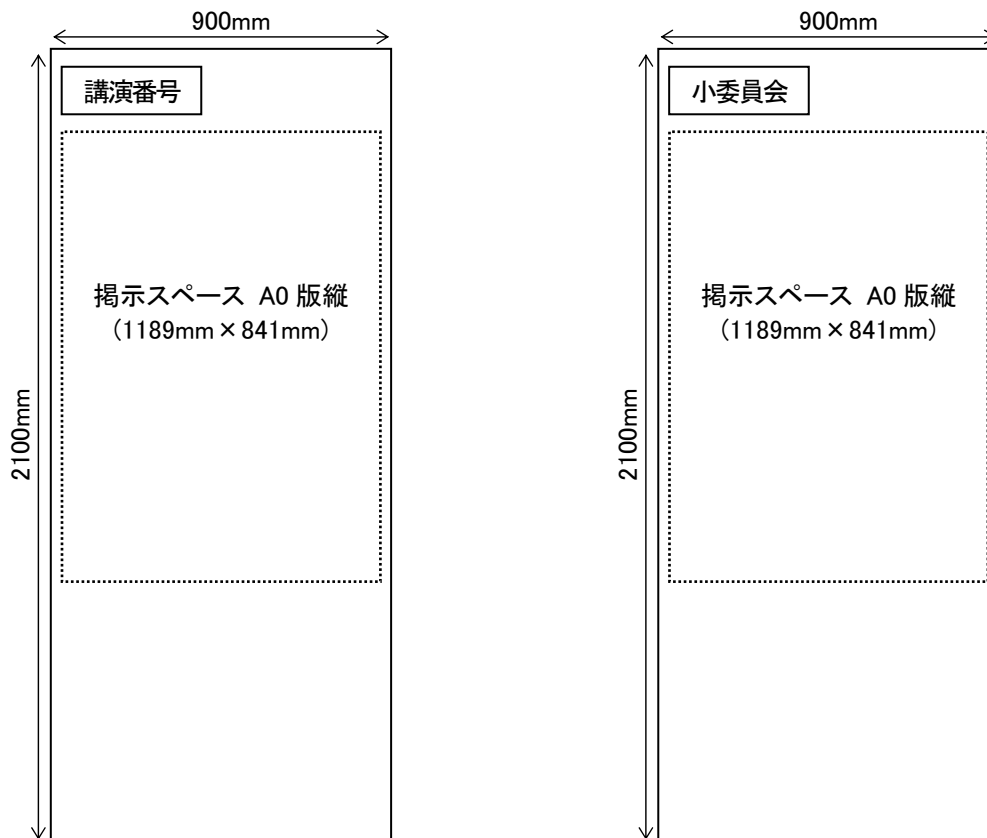 900mm
講演番号
掲示スペース A0 版縦
（1189mm×841mm）
2100mm
900mm
小委員会
掲示スペース A0 版縦
（1189mm×841mm）
2100mm